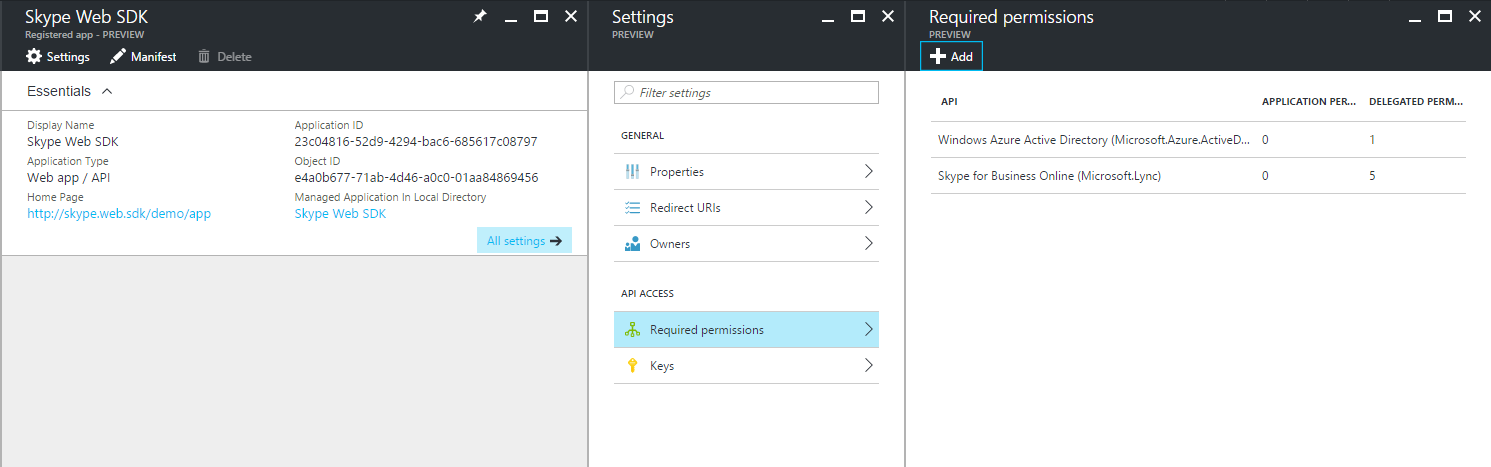 Skype Web SDK
Registered app - PREVIEW
Settings Manifest Delete
Essentials
Display Name
Skype Web SDK
Application Type
Web app / API
Home Page
http://skype.web.sdk/demo/app
Application ID
23c04816-52d9-4294-bac6-685617c08797
Object ID
e4a0b677-71ab-4d46-a0c0-01aa84869456
Managed Application In Local Directory
Skype Web SDK
All settings
Settings
PREVIEW
Filter settings
GENERAL
Properties
Redirect URIs
Owners
API ACCESS
Required permissions
Keys
Required permissions
PREVIEW
Add
API APPLICATION PER... DELEGATED PERM...
Windows Azure Active Directory (Microsoft.Azure.ActiveD... 0 1
Skype for Business Online (Microsoft.Lync) 0 5